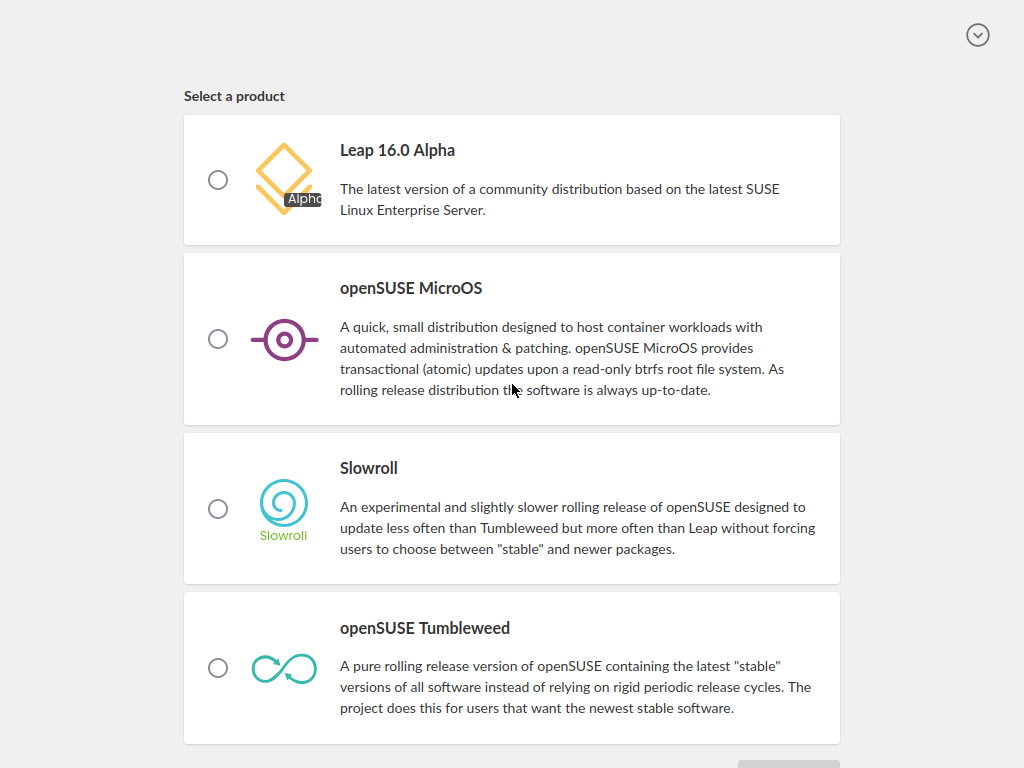 Select a product
Leap 16.0 Alpha
The latest version of a community distribution based on the latest SUSE
Linux Enterprise Server.
openSUSE MicroOS
A quick, small distribution designed to host container workloads with
automated administration & patching. openSUSE MicroOS provides
transactional (atomic) updates upon a read-only btrfs root file system. As
rolling release distribution the software is always up-to-date.
Slowroll
Slowroll
An experimental and slightly slower rolling release of openSUSE designed to
update less often than Tumbleweed but more often than Leap without forcing
users to choose between "stable" and newer packages.
openSUSE Tumbleweed
A pure rolling release version of openSUSE containing the latest "stable"
versions of all software instead of relying on rigid periodic release cycles. The
project does this for users that want the newest stable software.